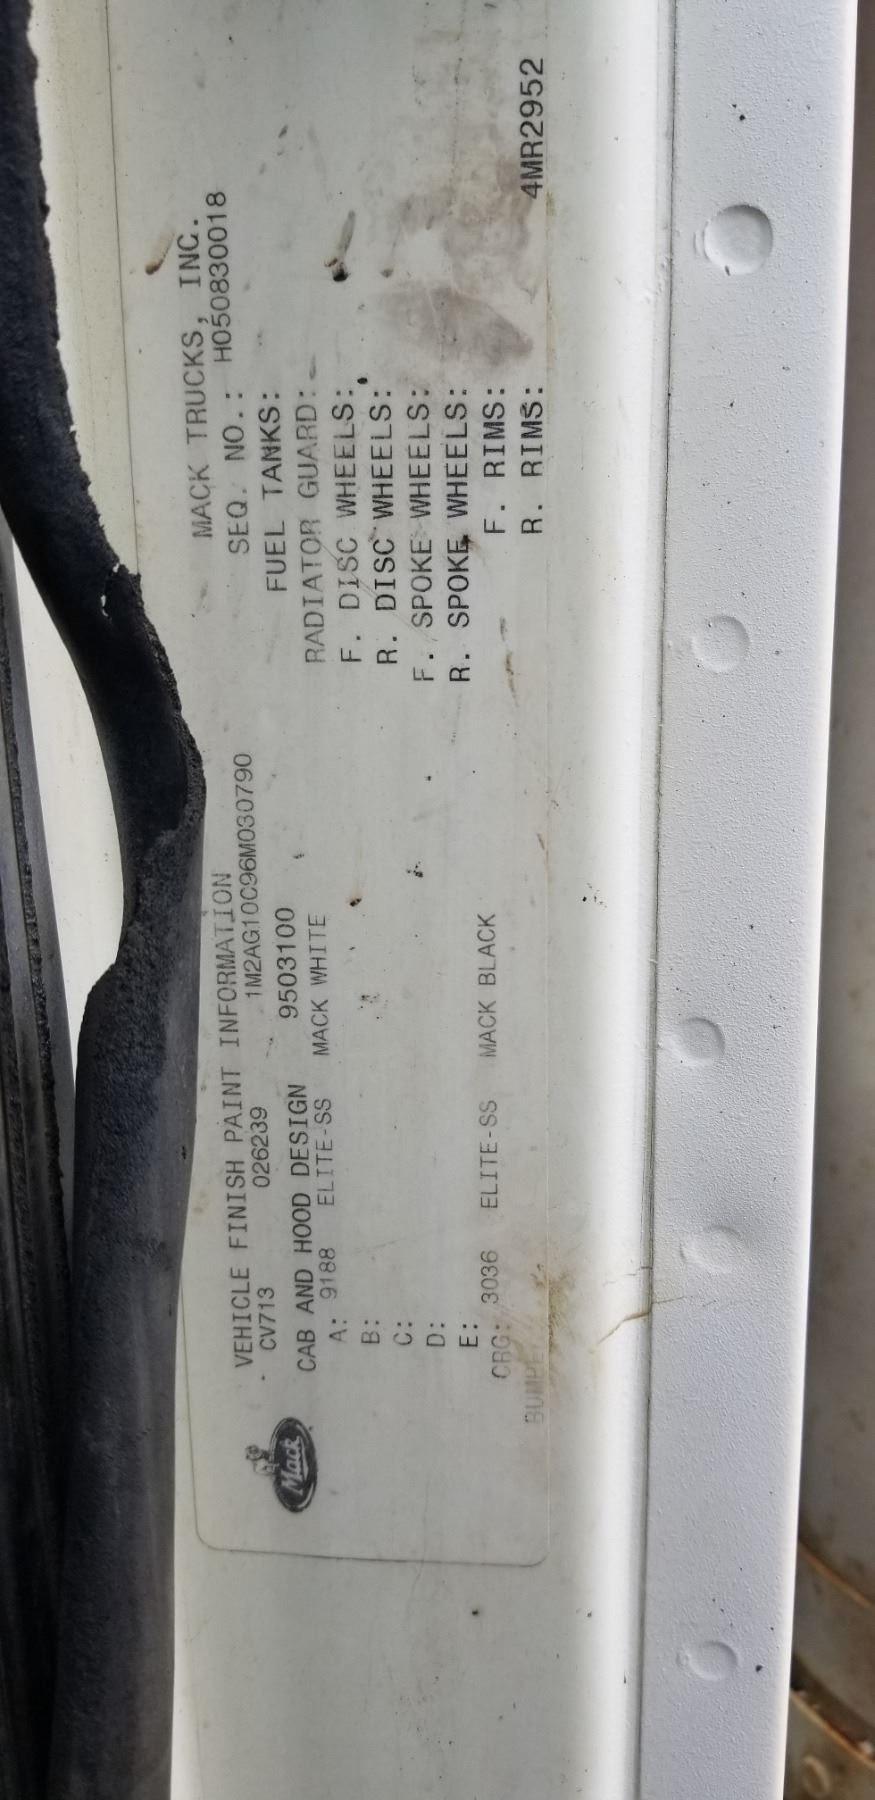 Mack
VEHICLE FINISH PAINT INFORMATION
CV713 026239 1M2AG10C96M030790
CAB AND HOOD DESIGN 9503100
A: 9188 ELITE-SS MACK WHITE
B:
C:
D:
E:
CRG: 3036 ELITE-SS MACK BLACK
BUMPE
MACK TRUCKS, INC.
SEQ. NO.: H050830018
FUEL TANKS:
RADIATOR GUARD:
F. DISC WHEELS:
R. DISC WHEELS:
F. SPOKE WHEELS:
R. SPOKE WHEELS:
F. RIMS:
R. RIMS: 4MR2952